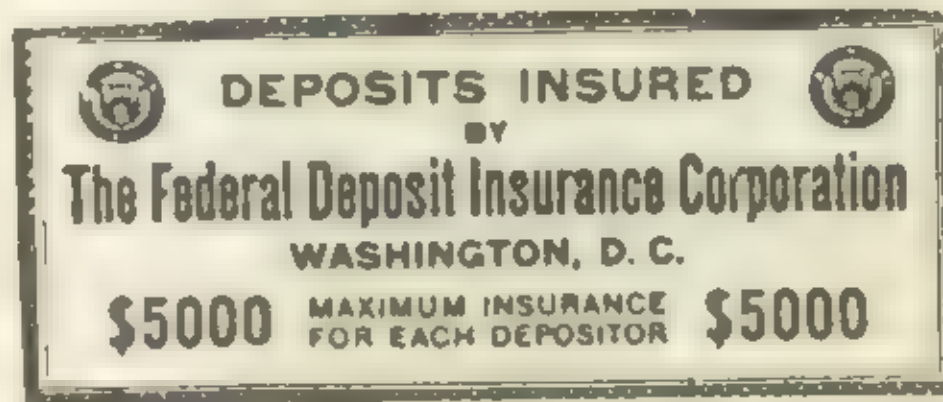 DEPOSITS INSURED
BY
The Federal Deposit Insurance Corporation
WASHINGTON, D. C.
$5000 MAXIMUM INSURANCE FOR EACH DEPOSITOR $5000